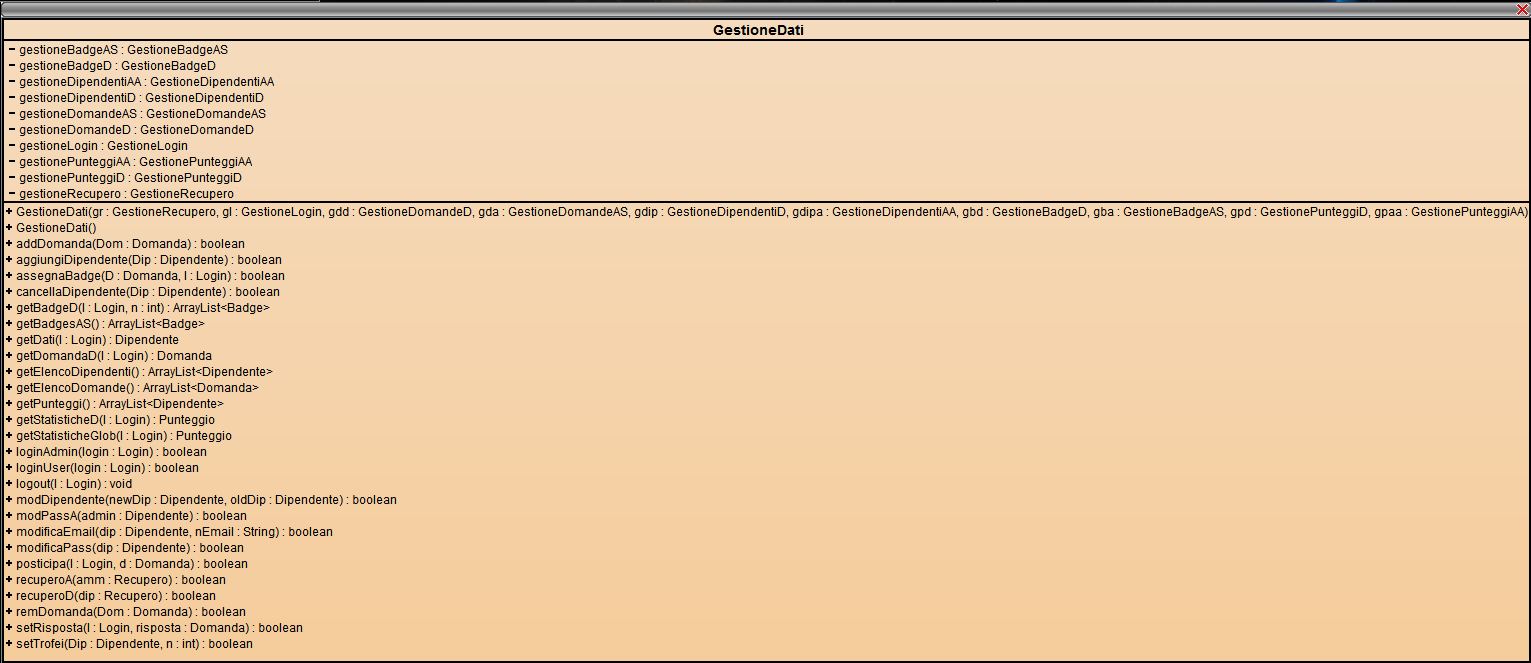 GestioneDati
- gestioneBadgeAS : GestioneBadgeAS
- gestioneBadgeD : GestioneBadgeD
- gestioneDipendentiAA : GestioneDipendentiAA
- gestioneDipendentiD : GestioneDipendentiD
- gestioneDomandeAS : GestioneDomandeAS
- gestioneDomandeD : GestioneDomandeD
- gestioneLogin : GestioneLogin
- gestionePunteggiAA : GestionePunteggiAA
- gestionePunteggiD : GestionePunteggiD
- gestioneRecupero : GestioneRecupero
+ GestioneDati(gr : GestioneRecupero, gl : GestioneLogin, gdd : GestioneDomandeD, gda : GestioneDomandeAS, gdip : GestioneDipendentiD, gdipa : GestioneDipendentiAA, gbd : GestioneBadgeD, gba : GestioneBadgeAS, gpd : GestionePunteggiD, gpaa : GestionePunteggiAA)
+ GestioneDati()
+ addDomanda(Dom : Domanda) : boolean
+ aggiungiDipendente(Dip : Dipendente) : boolean
+ assegnaBadge(D : Domanda, l : Login) : boolean
+ cancellaDipendente(Dip : Dipendente) : boolean
+ getBadgeD(l : Login, n : int) : ArrayList<Badge>
+ getBadgesAS() : ArrayList<Badge>
+ getDati(l : Login) : Dipendente
+ getDomandaD(l : Login) : Domanda
+ getElencoDipendenti() : ArrayList<Dipendente>
+ getElencoDomande() : ArrayList<Domanda>
+ getPunteggi() : ArrayList<Dipendente>
+ getStatisticheD(l : Login) : Punteggio
+ getStatisticheGlob(l : Login) : Punteggio
+ loginAdmin(login : Login) : boolean
+ loginUser(login : Login) : boolean
+ logout(l : Login) : void
+ modDipendente(newDip : Dipendente, oldDip : Dipendente) : boolean
+ modPassA(admin : Dipendente) : boolean
+ modificaEmail(dip : Dipendente, nEmail : String) : boolean
+ modificaPass(dip : Dipendente) : boolean
+ posticipa(l : Login, d : Domanda) : boolean
+ recuperoA(amm : Recupero) : boolean
+ recuperoD(dip : Recupero) : boolean
+ remDomanda(Dom : Domanda) : boolean
+ setRisposta(l : Login, risposta : Domanda) : boolean
+ setTrofei(Dip : Dipendente, n : int) : boolean